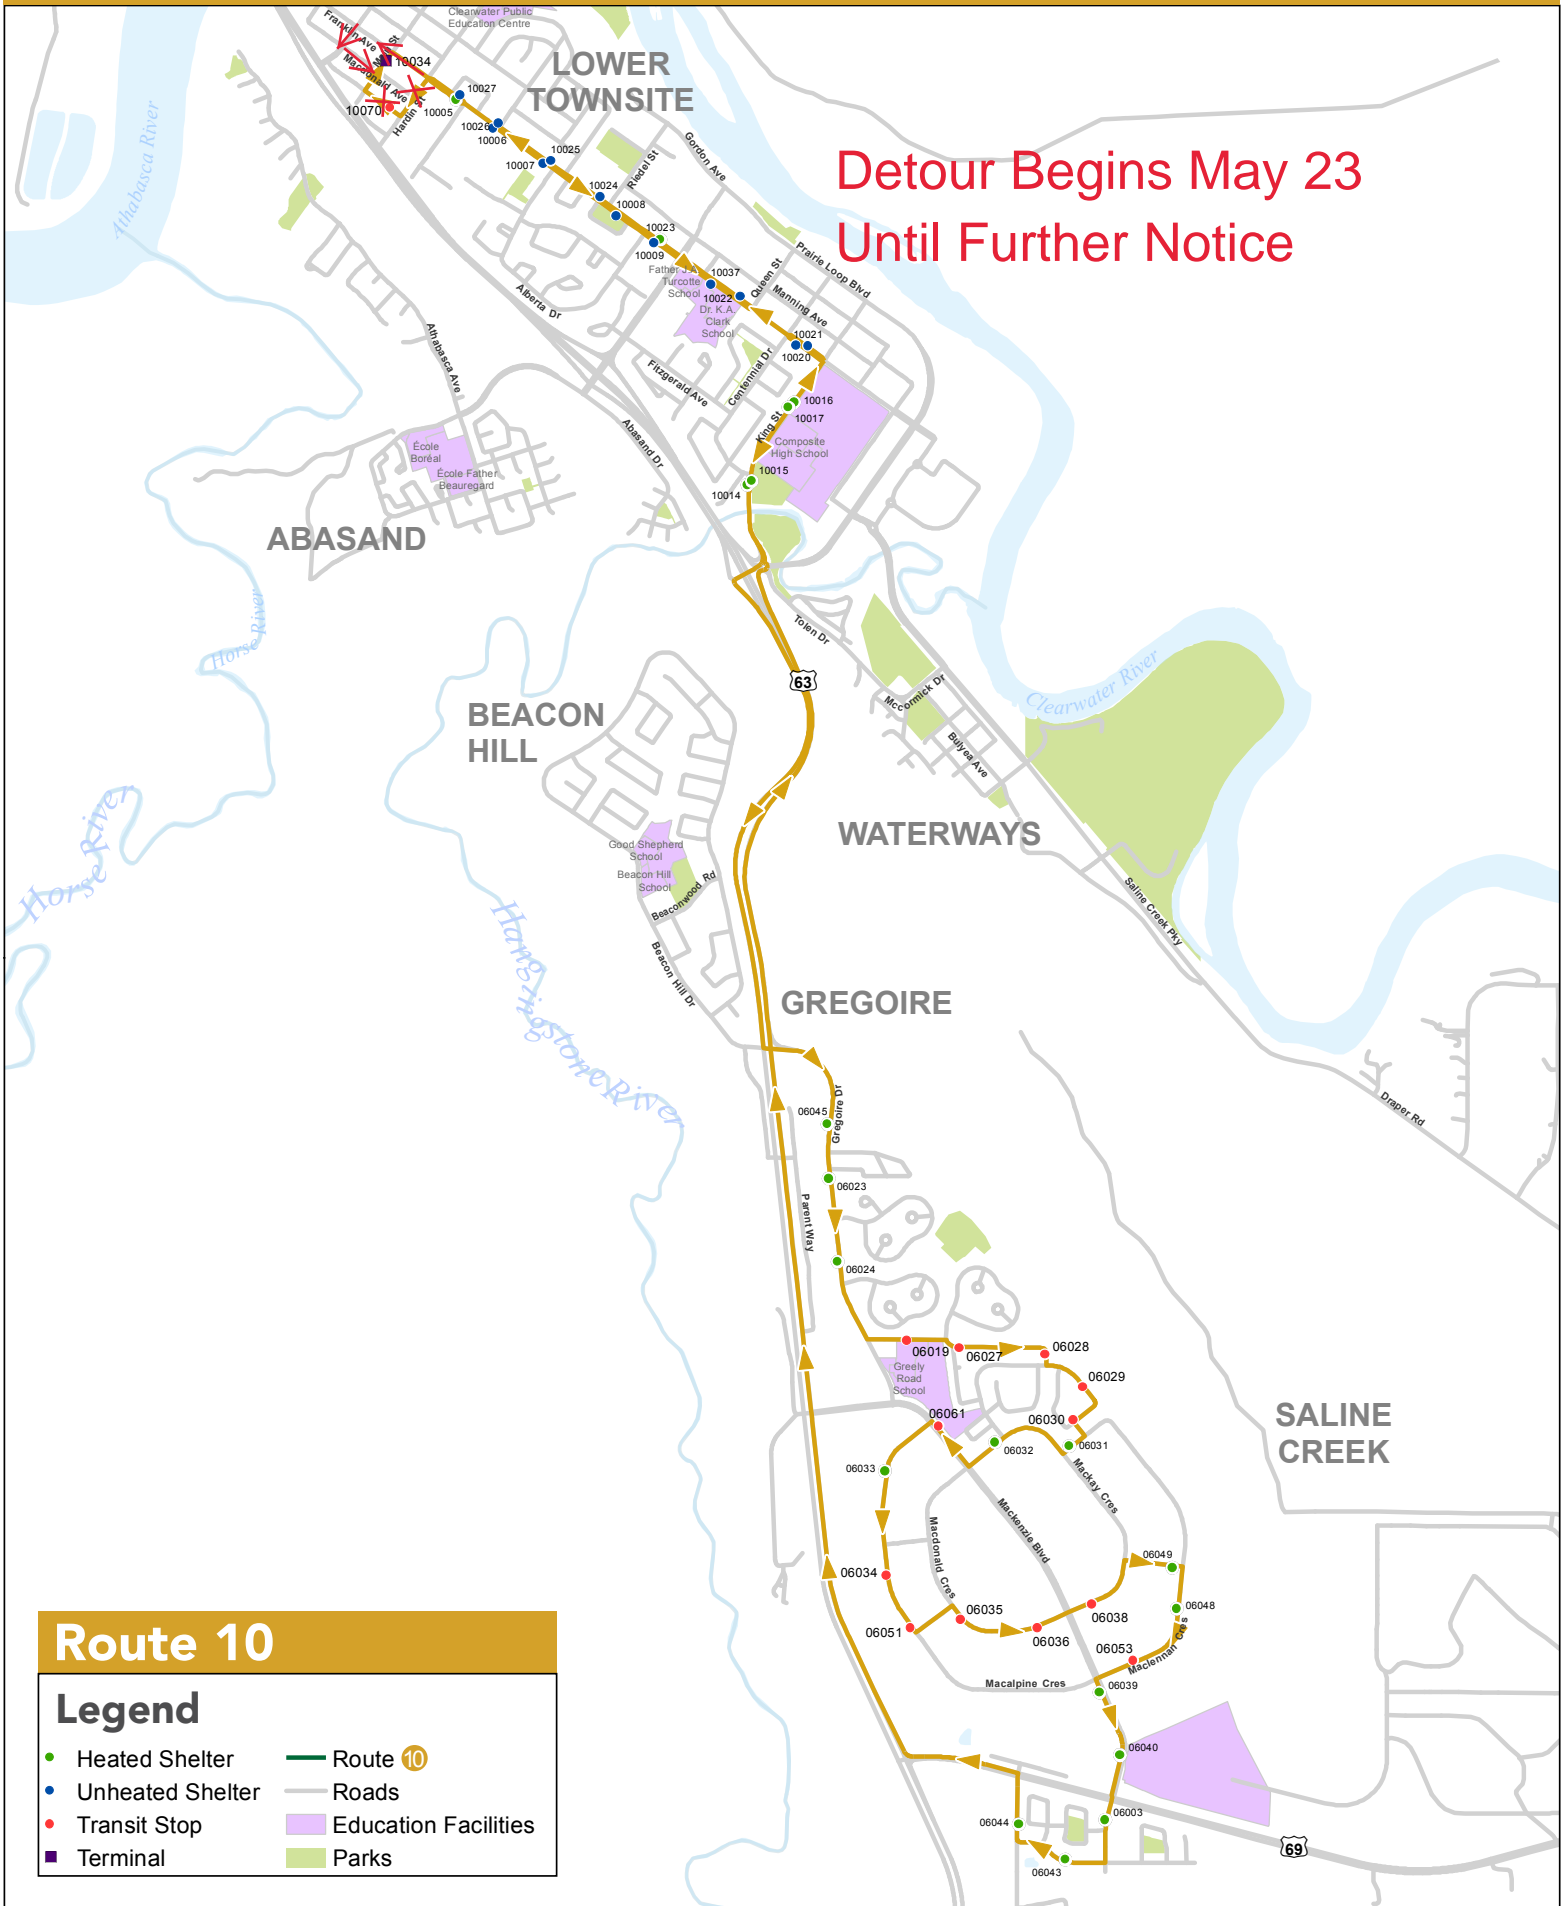 Clearwater Public
Education Centre
Franklin Ave
Macdonald Ave
Hardin St
10034
10070
10005
10027
10026
10006
10025
10007
10024
10008
10023
10009
LOWER
TOWNSITE
Riedel St
Gordon Ave
Detour Begins May 23
Until Further Notice
Athabasca River
Father J.A.
Turcotte
School
10037
10022
Dr. K.A.
Clark
School
Queen St
Manning Ave
Prairie Loop Blvd
10021
10020
Alberta Dr
Athabasca Ave
Fitzgerald Ave
Centennial Dr
Abasand Dr
King St
10016
10017
Composite
High School
10015
10014
École
Boréal
École Father
Beauregard
ABASAND
Horse River
Tolen Dr
63
Mccormick Dr
Bulyea Ave
Clearwater River
BEACON
HILL
WATERWAYS
Horse River
Good Shepherd
School
Beacon Hill
School
Beaconwood Rd
Beacon Hill Dr
Saline Creek Pky
Hangingstone River
GREGOIRE
Draper Rd
06045
Gregoire Dr
06023
Parent Way
06024
06019
06027
06028
Greely
Road
School
06029
06061
06030
06031
06032
06033
SALINE
CREEK
Mackay Cres
Mackenzie Blvd
Macdonald Cres
06034
06049
06035
06038
06048
06051
06036
06053
Maclennan Cres
Macalpine Cres
06039
06040
06003
06044
06043
69
Route 10
Legend
Heated Shelter
Route 10
Unheated Shelter
Roads
Transit Stop
Education Facilities
Terminal
Parks